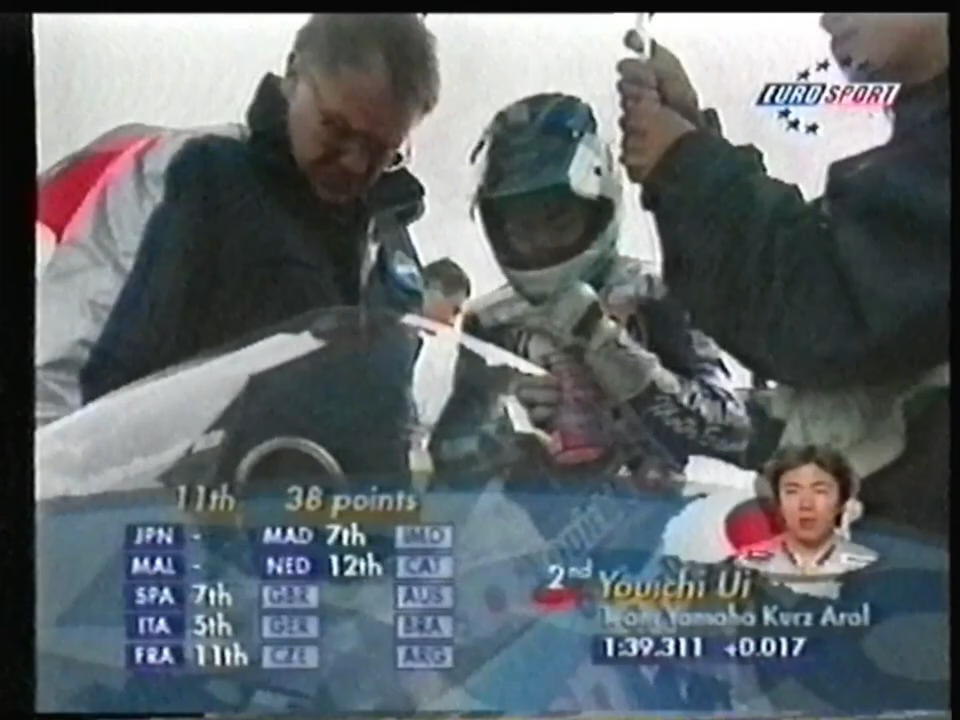 EUROSPORT
11th 38 points
JPN - MAD 7th IMO
MAL - NED 12th CAT
SPA 7th GBR AUS
ITA 5th GER BRA
FRA 11th CZE ARG
2nd Youichi Ui
Team Yamaha Kurz Aral
1:39.311 +0.017